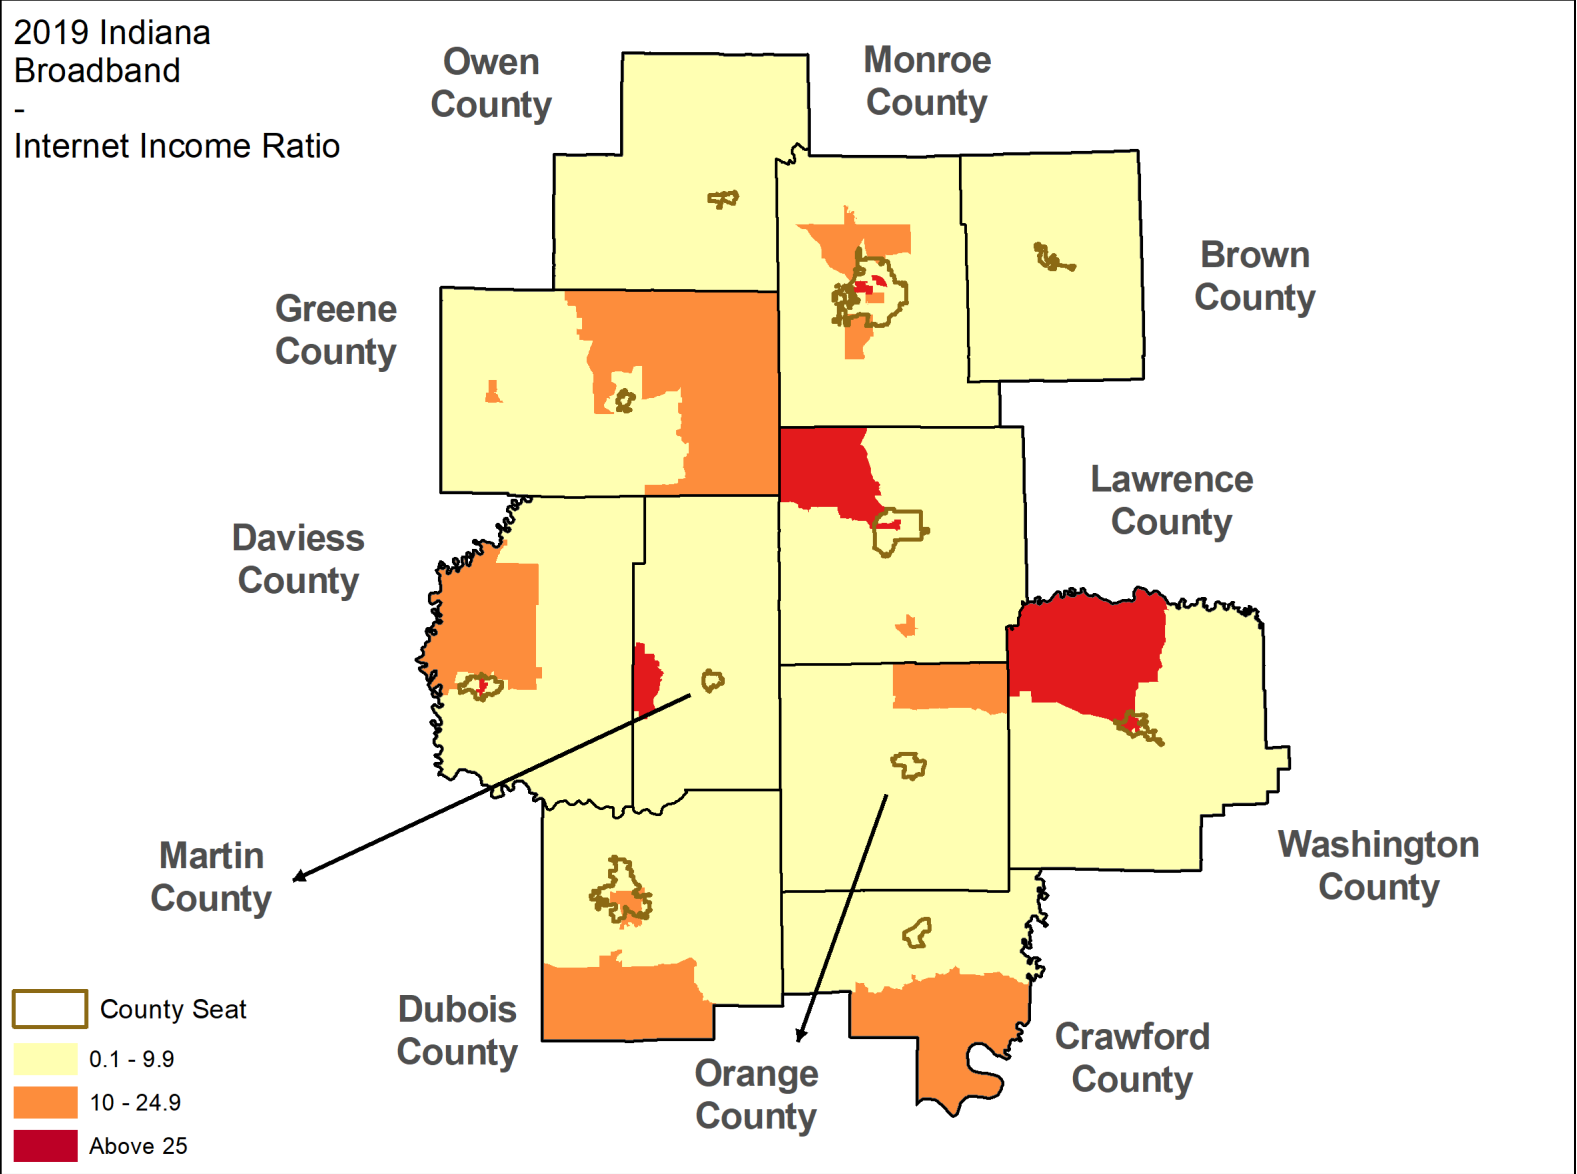 2019 Indiana
Broadband
-
Internet Income Ratio
Owen
County
Monroe
County
Brown
County
Greene
County
Lawrence
County
Daviess
County
Martin
County
Washington
County
Dubois
County
Orange
County
Crawford
County
County Seat
0.1 - 9.9
10 - 24.9
Above 25